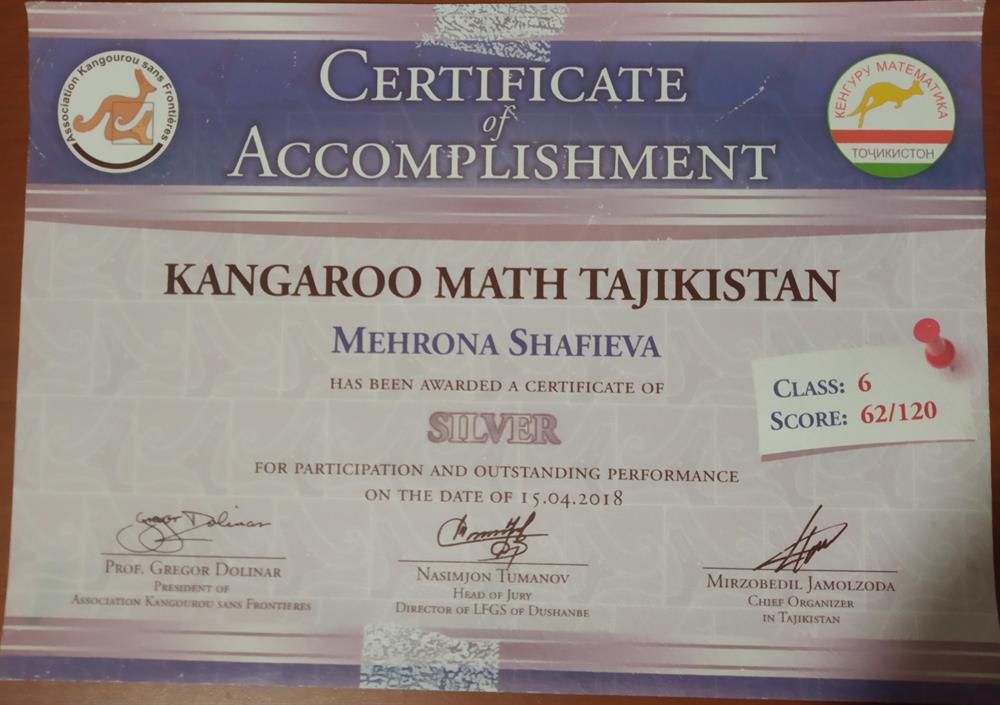 Association Kangourou sans Frontières
CERTIFICATE
of
ACCOMPLISHMENT
КЕНГУРУ МАТЕМАТИКА
ТОҶИКИСТОН
KANGAROO MATH TAJIKISTAN
MEHRONA SHAFIEVA
HAS BEEN AWARDED A CERTIFICATE OF
SILVER
CLASS: 6
SCORE: 62/120
FOR PARTICIPATION AND OUTSTANDING PERFORMANCE
ON THE DATE OF 15.04.2018
Gregor Dolinar
PROF. GREGOR DOLINAR
PRESIDENT OF
ASSOCIATION KANGOUROU SANS FRONTIERES
NASIMJON TUMANOV
HEAD OF JURY
DIRECTOR OF LFGS OF DUSHANBE
MIRZOBEDIL JAMOLZODA
CHIEF ORGANIZER
IN TAJIKISTAN